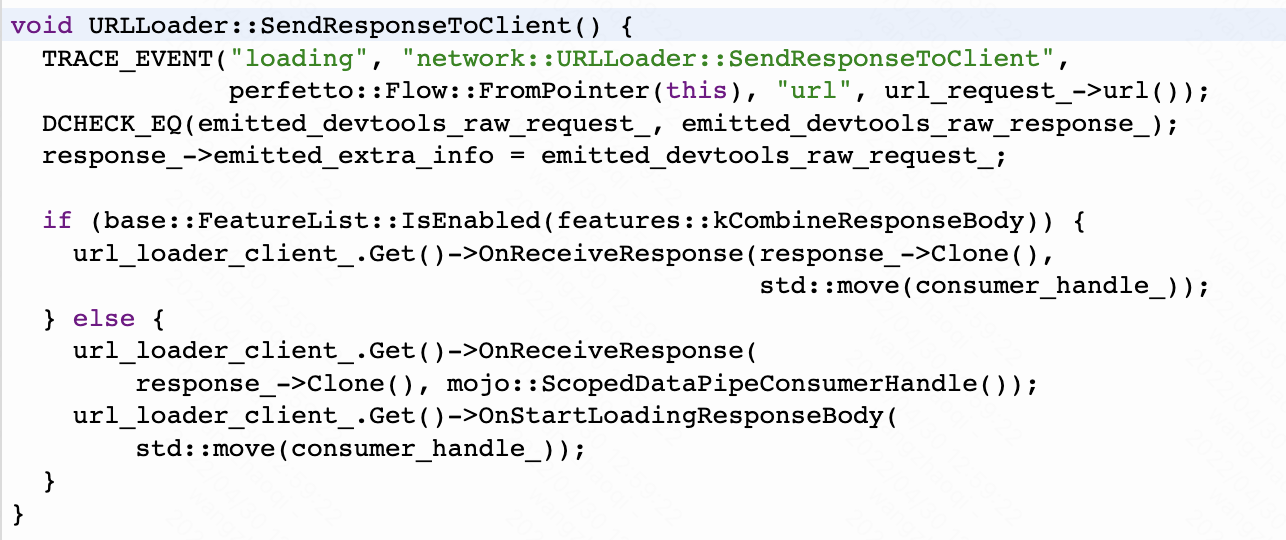 void URLLoader::SendResponseToClient() {
  TRACE_EVENT("loading", "network::URLLoader::SendResponseToClient",
              perfetto::Flow::FromPointer(this), "url", url_request_->url());
  DCHECK_EQ(emitted_devtools_raw_request_, emitted_devtools_raw_response_);
  response_->emitted_extra_info = emitted_devtools_raw_request_;

  if (base::FeatureList::IsEnabled(features::kCombineResponseBody)) {
    url_loader_client_.Get()->OnReceiveResponse(response_->Clone(),
                                                std::move(consumer_handle_));
  } else {
    url_loader_client_.Get()->OnReceiveResponse(
        response_->Clone(), mojo::ScopedDataPipeConsumerHandle());
    url_loader_client_.Get()->OnStartLoadingResponseBody(
        std::move(consumer_handle_));
  }
}